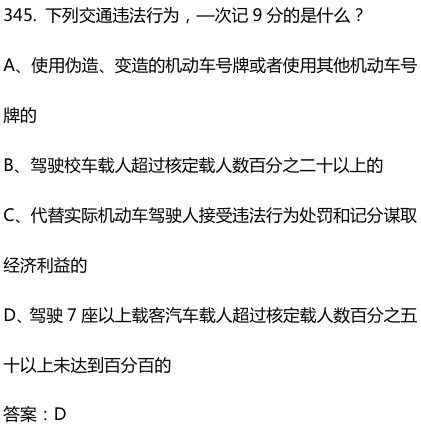 345. 下列交通违法行为，一次记 9 分的是什么？
A、使用伪造、变造的机动车号牌或者使用其他机动车号
牌的
B、驾驶校车载人超过核定载人数百分之二十以上的
C、代替实际机动车驾驶人接受违法行为处罚和记分谋取
经济利益的
D、驾驶 7 座以上载客汽车载人超过核定载人数百分之五
十以上未达到百分百的
答案：D